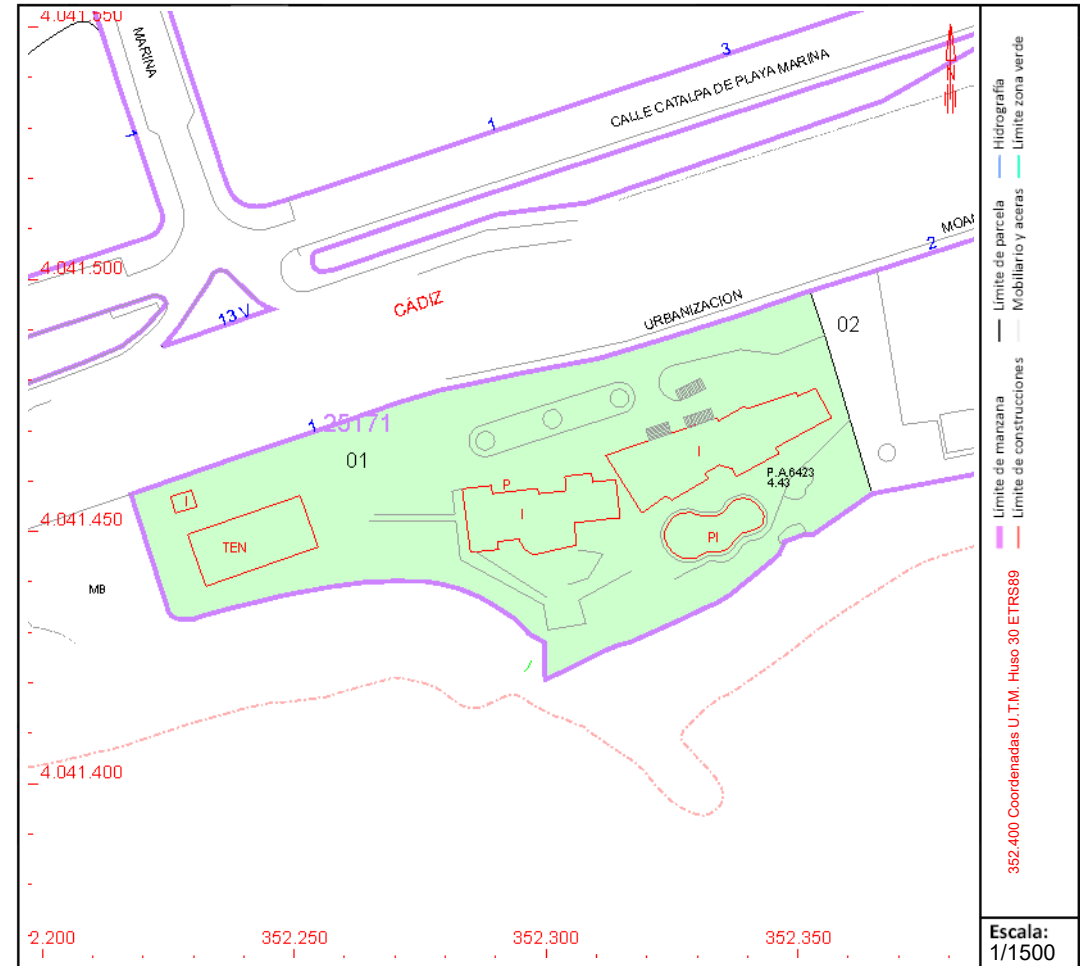 4.041.550
MARINA
3
CALLE CATALPA DE PLAYA MARINA
1
1
N
4.041.500
MOAN
2
CÁDIZ
13 V
URBANIZACION
02
1
25171
01
P.A.6423
4.43
I
P
I
I
4.041.450
TEN
PI
MB
4.041.400
2.200
352.250
352.300
352.350
352.400 Coordenadas U.T.M. Huso 30 ETRS89
Límite de manzana
Límite de parcela
Hidrografía
Límite de construcciones
Mobiliario y aceras
Límite zona verde
Escala:
1/1500